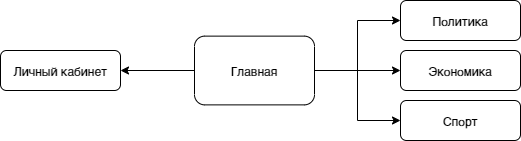 Политика
Личный кабинет
Главная
Экономика
Спорт